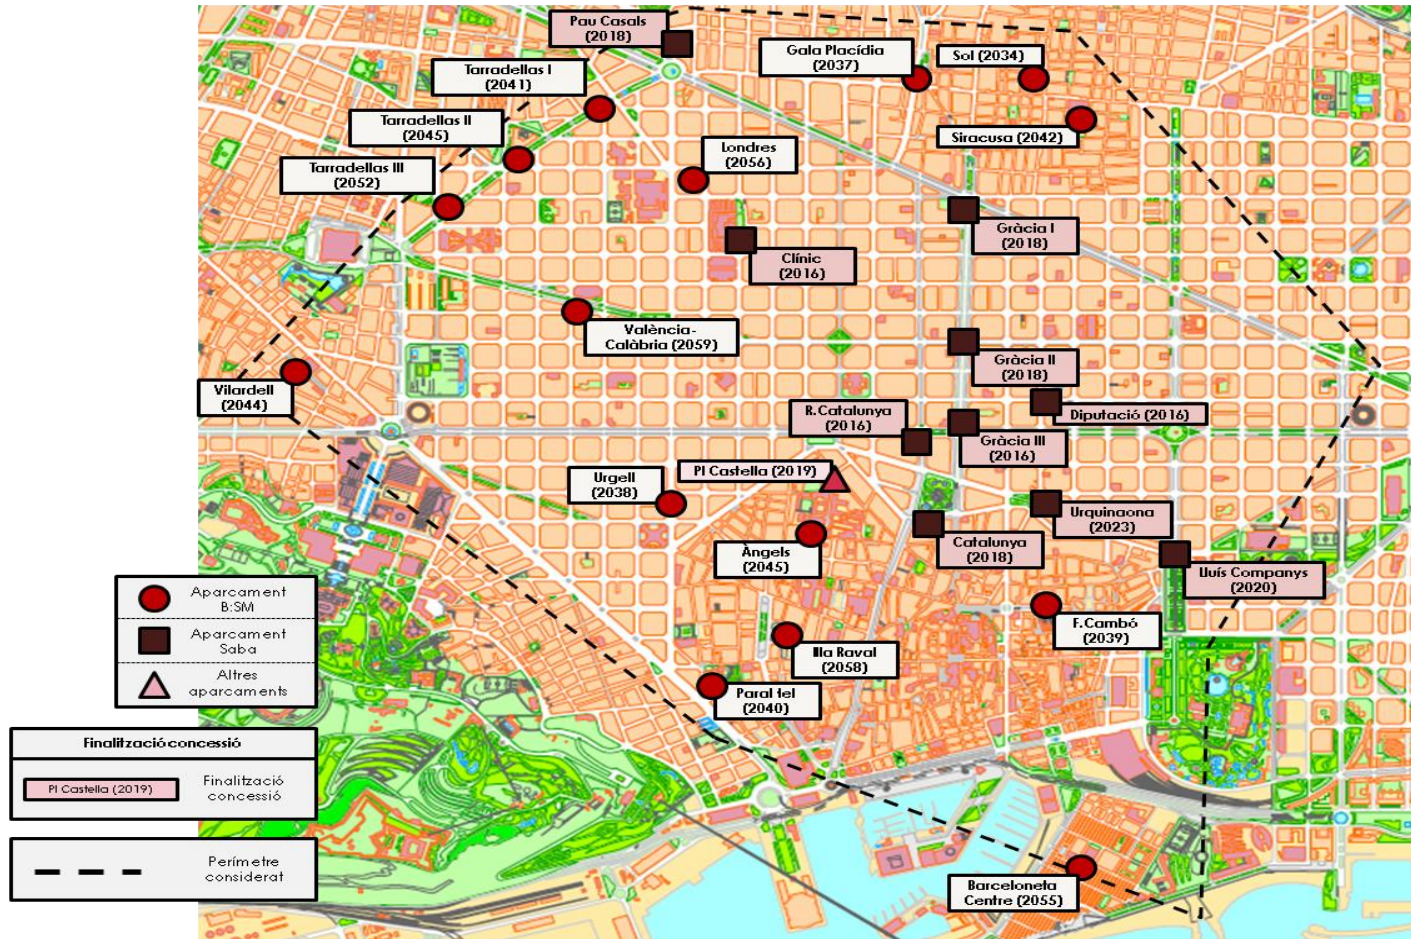 Pau Casals
(2018)
Gala Placídia
(2037)
Sol (2034)
Tarradellas I
(2041)
Tarradellas II
(2045)
Siracusa (2042)
Londres
(2056)
Tarradellas III
(2052)
Gràcia I
(2018)
Clínic
(2016)
València-
Calàbria (2059)
Gràcia II
(2018)
Vilardell
(2044)
R.Catalunya
(2016)
Diputació (2016)
Gràcia III
(2016)
Pl Castella (2019)
Urgell
(2038)
Urquinaona
(2023)
Àngels
(2045)
Catalunya
(2018)
Lluís Companys
(2020)
F.Cambó
(2039)
Illa Raval
(2058)
Paral·lel
(2040)
Barceloneta
Centre (2055)
Aparcament
B:SM
Aparcament
Saba
Altres
aparcaments
Finalització concessió
Pl Castella (2019)
Finalització
concessió
Perímetre
considerat